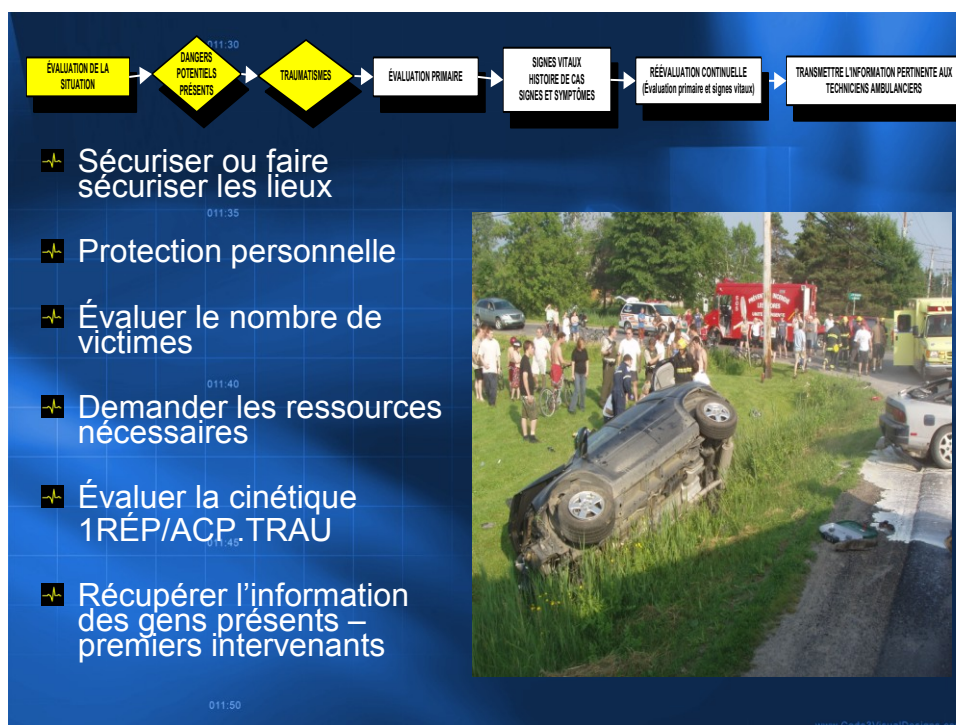 011:30
ÉVALUATION DE LA
SITUATION
DANGERS
POTENTIELS
PRÉSENTS
TRAUMATISMES
ÉVALUATION PRIMAIRE
SIGNES VITAUX
HISTOIRE DE CAS
SIGNES ET SYMPTÔMES
RÉÉVALUATION CONTINUELLE
(Évaluation primaire et signes vitaux)
TRANSMETTRE L'INFORMATION PERTINENTE AUX
TECHNICIENS AMBULANCIERS
Sécuriser ou faire
sécuriser les lieux
011:35
Protection personnelle
Évaluer le nombre de
victimes
011:40
Demander les ressources
nécessaires
Évaluer la cinétique
1RÉP/ACP.TRAU
011:45
Récupérer l’information
des gens présents –
premiers intervenants
011:50